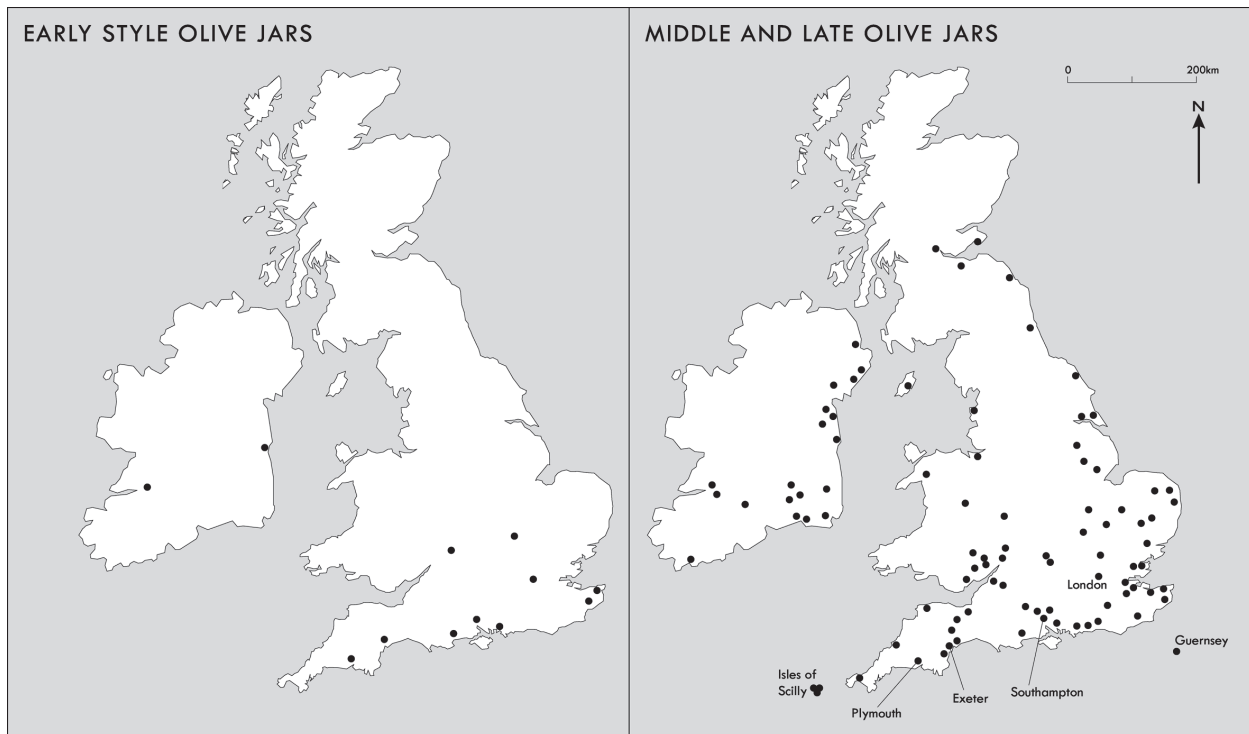 EARLY STYLE OLIVE JARS
MIDDLE AND LATE OLIVE JARS
0 200km
N
London
Guernsey
Isles of
Scilly
Southampton
Exeter
Plymouth